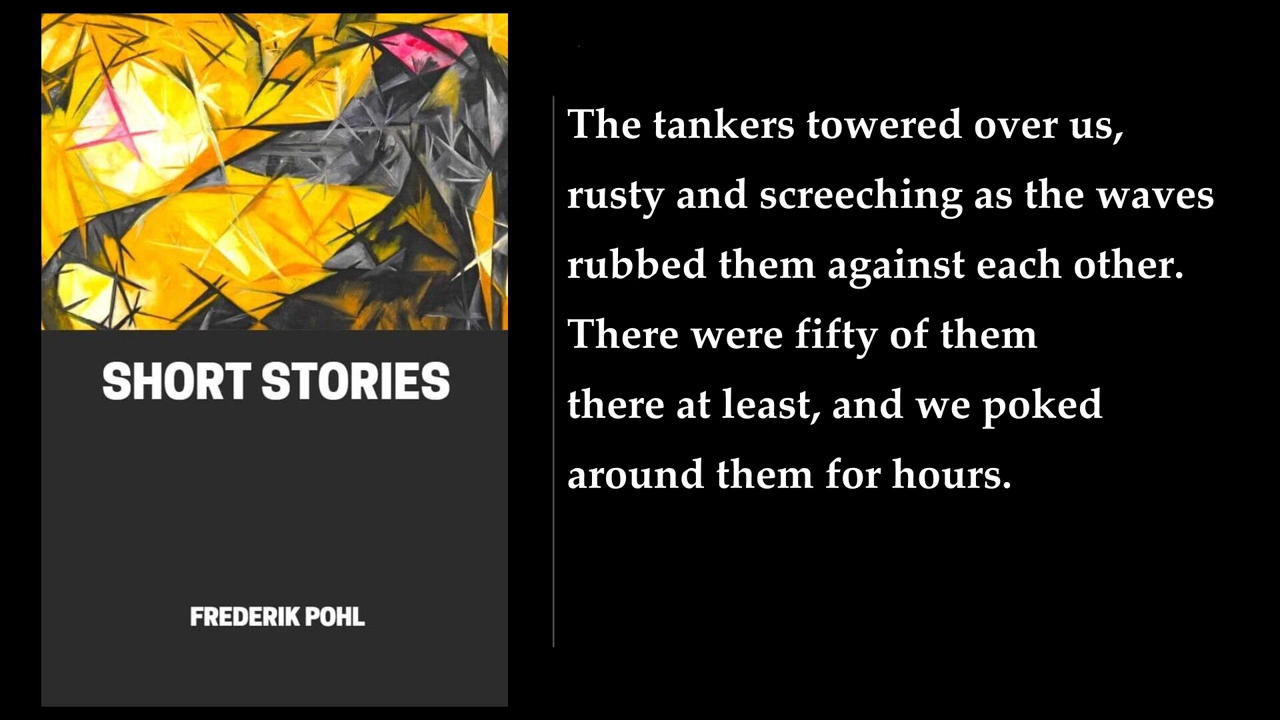 SHORT STORIES
FREDERIK POHL
The tankers towered over us,
rusty and screeching as the waves
rubbed them against each other.
There were fifty of them
there at least, and we poked
around them for hours.